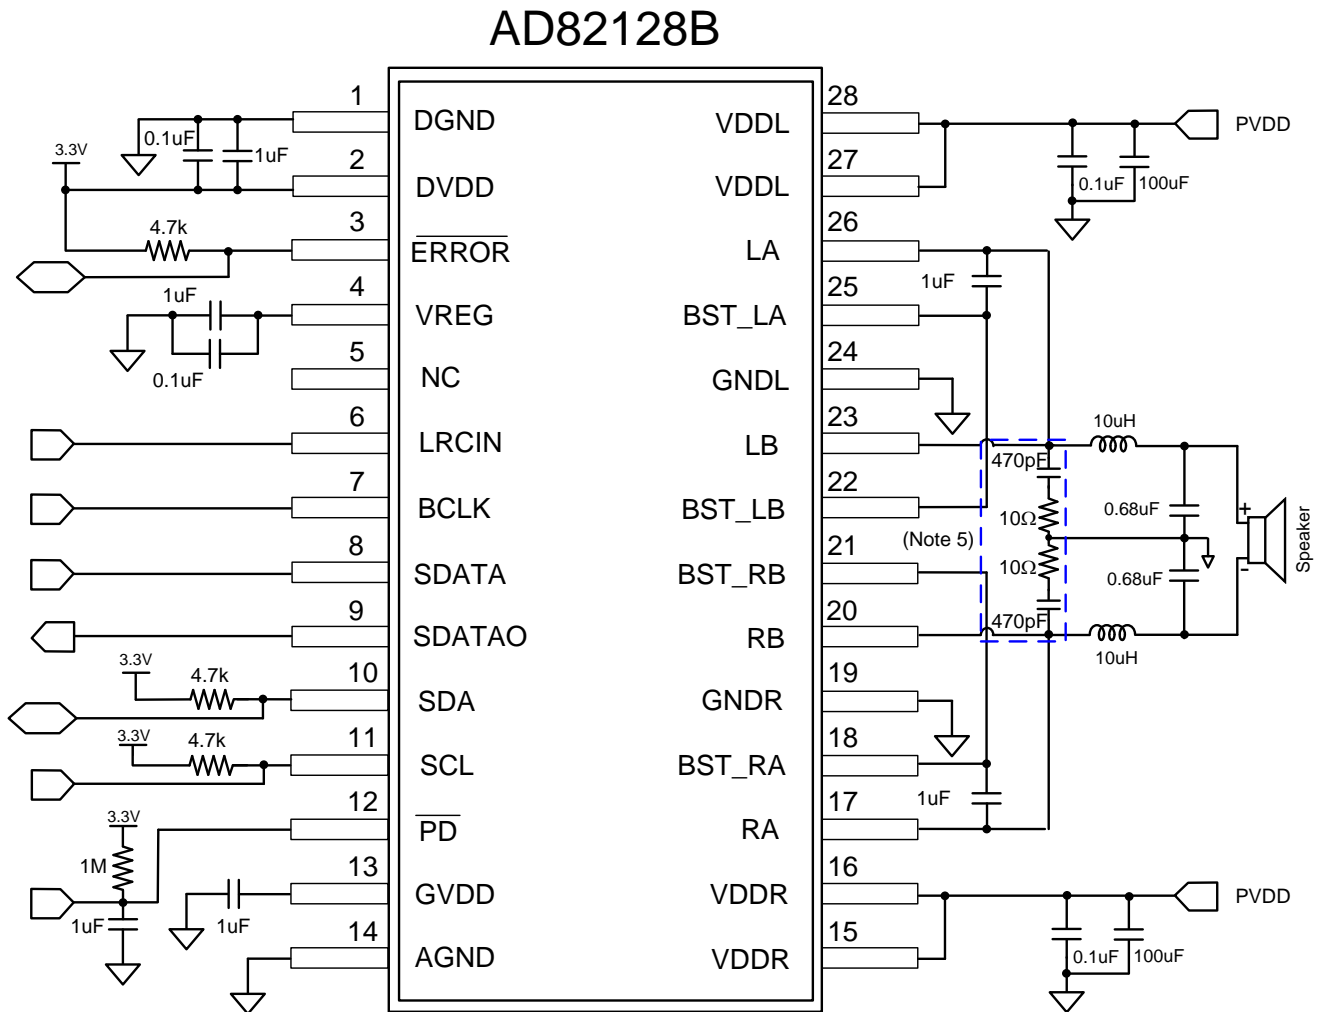 AD82128B
1
DGND
0.1uF
1uF
3.3V
2
DVDD
4.7k
3
ERROR
1uF
4
VREG
0.1uF
5
NC
6
LRCIN
7
BCLK
8
SDATA
9
SDATAO
3.3V
4.7k
10
SDA
3.3V
4.7k
11
SCL
3.3V
12
PD
1M
1uF
13
GVDD
1uF
14
AGND
28
VDDL
PVDD
27
VDDL
0.1uF
100uF
26
LA
1uF
25
BST_LA
24
GNDL
23
LB
10uH
470pF
22
BST_LB
10Ω
0.68uF
(Note 5)
+
Speaker
-
21
BST_RB
10Ω
0.68uF
470pF
20
RB
10uH
19
GNDR
18
BST_RA
1uF
17
RA
16
VDDR
PVDD
15
VDDR
0.1uF
100uF